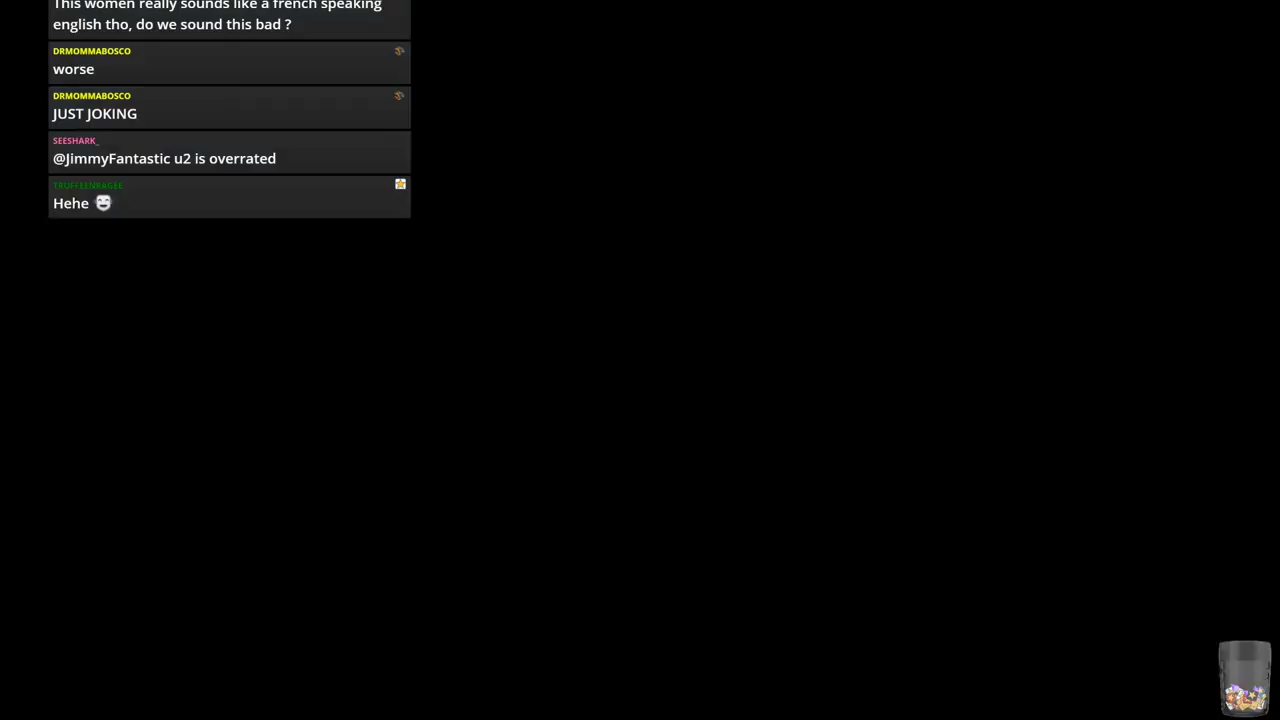 This women really sounds like a french speaking
english tho, do we sound this bad ?
DRMOMMABOSCO
worse
DRMOMMABOSCO
JUST JOKING
SEESHARK_
@JimmyFantastic u2 is overrated
TRUFFEENRAGEE
Hehe